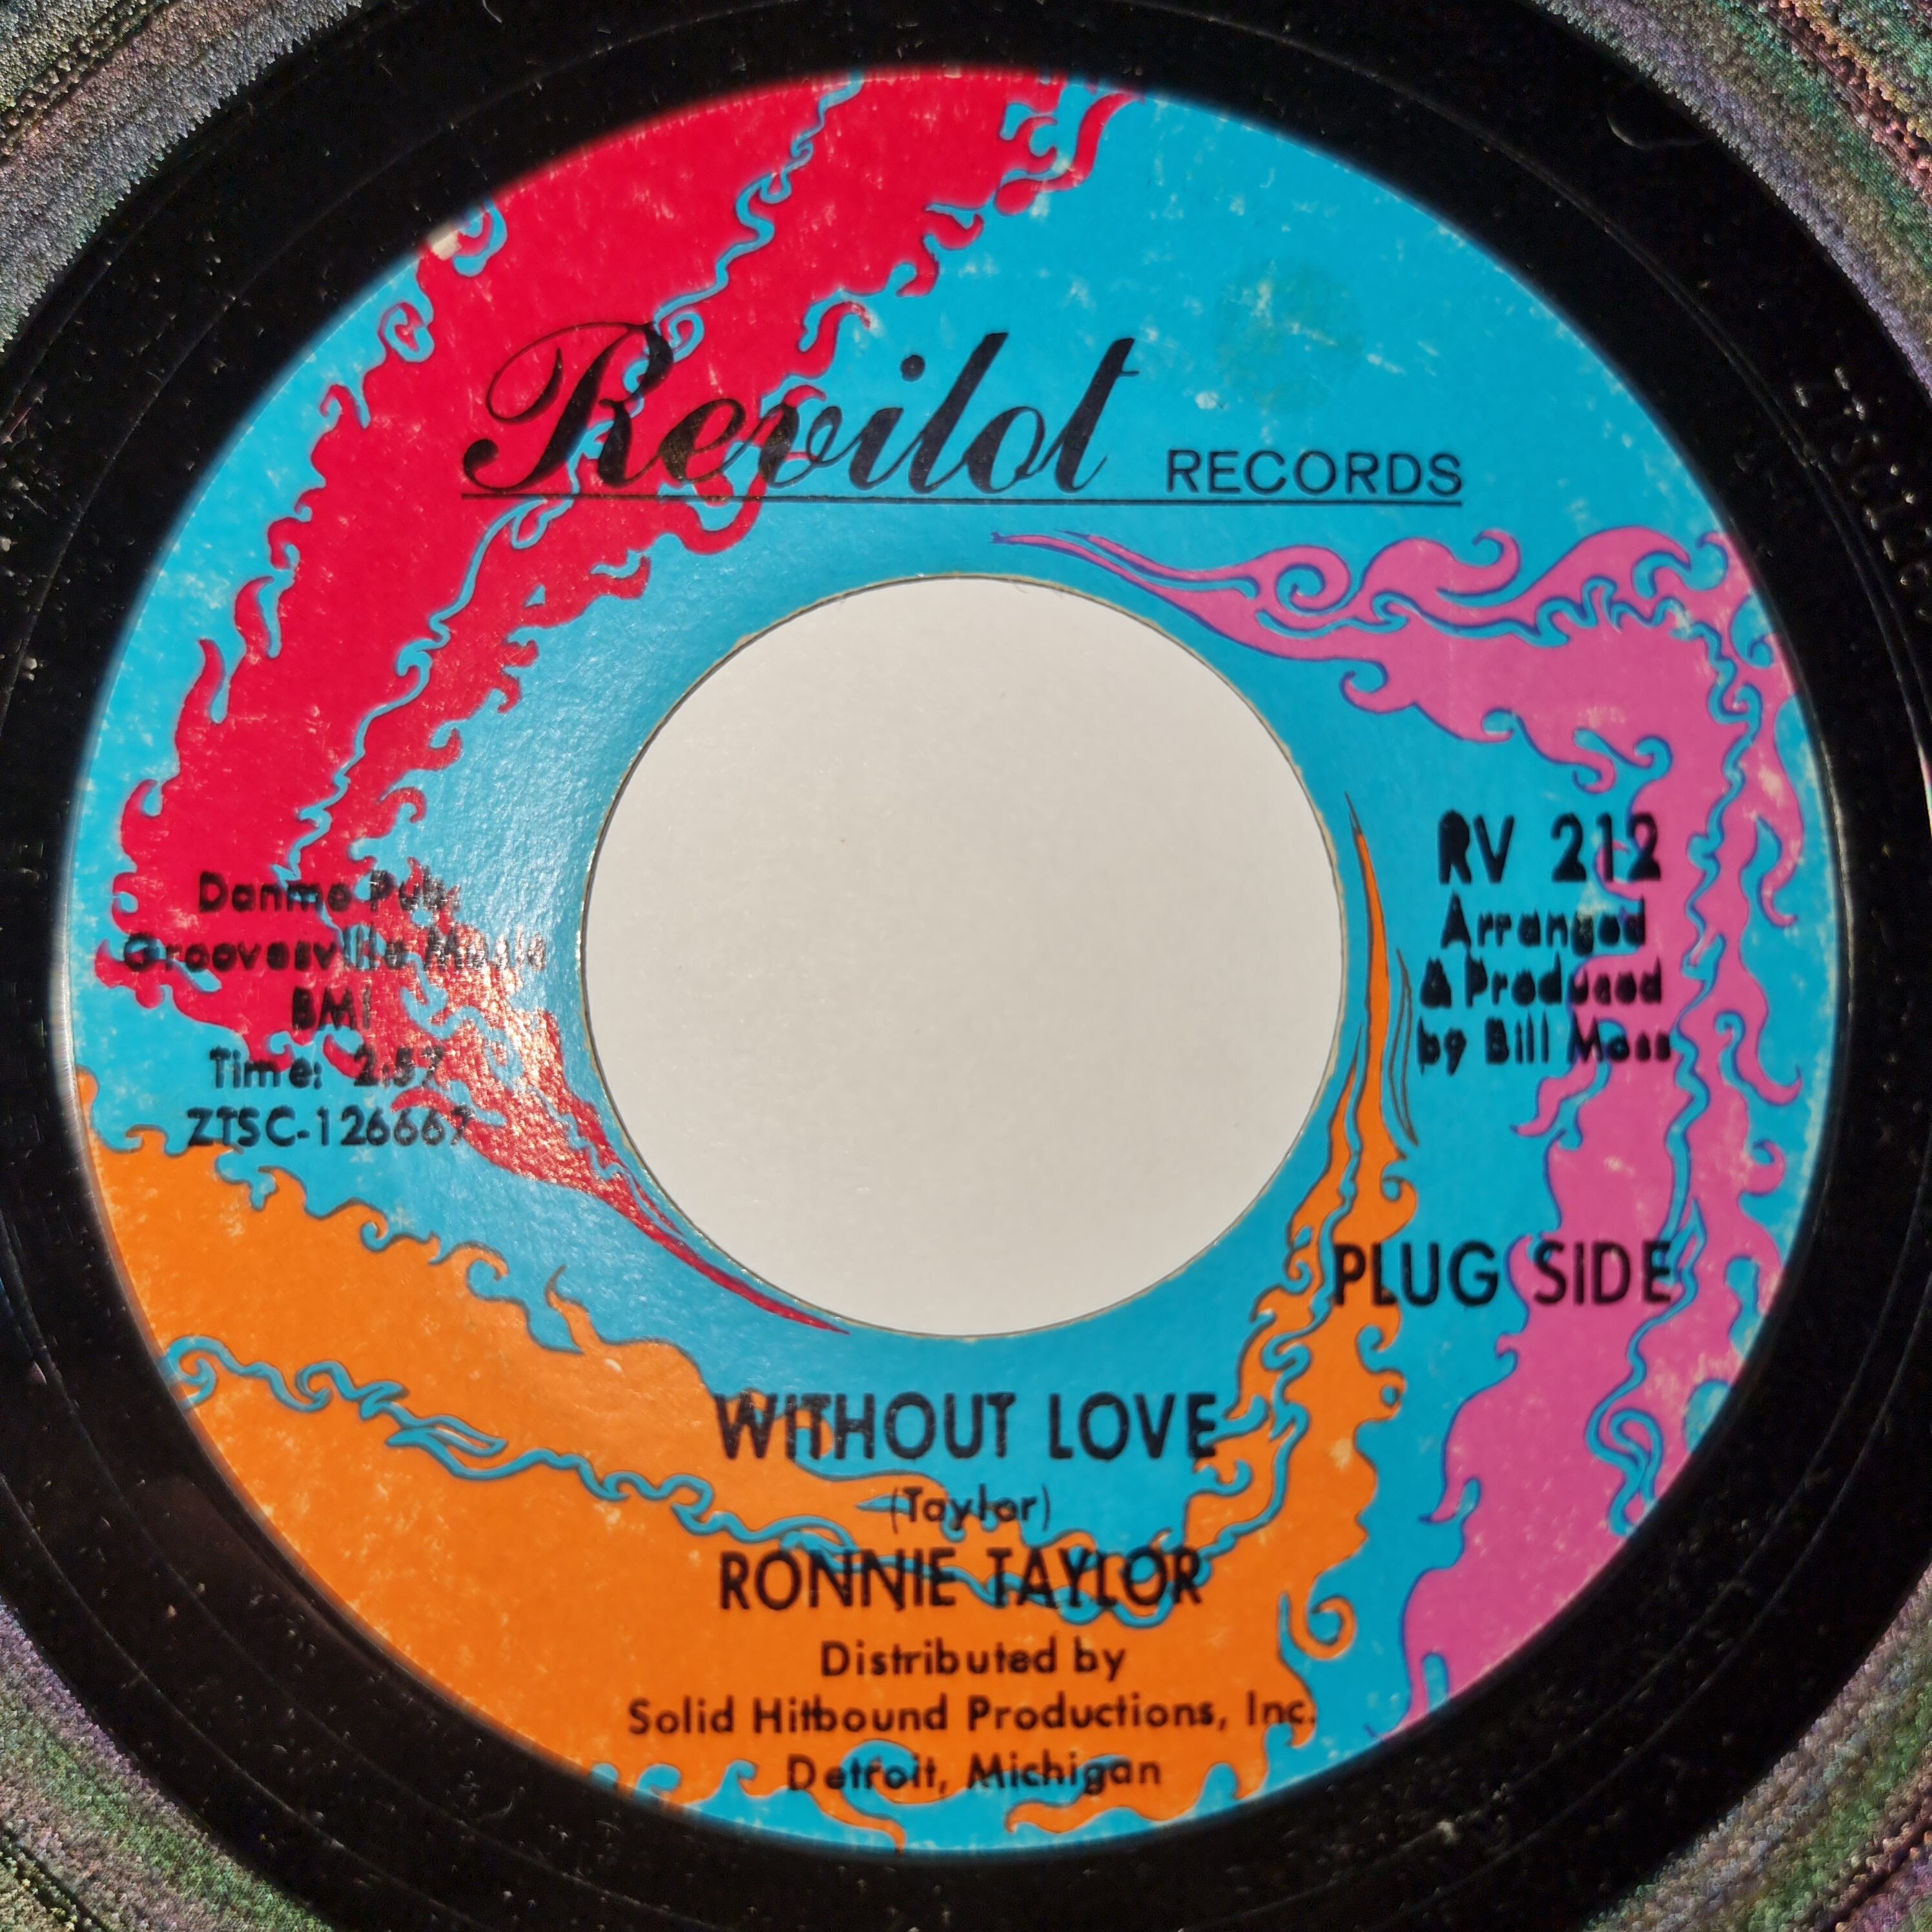 Revilot RECORDS
Danmo Pub.
Groovesville Music
BMI
Time: 2:57
ZTSC-126667
RV 212
Arranged
& Produced
by Bill Moss
PLUG SIDE
WITHOUT LOVE
(Taylor)
RONNIE TAYLOR
Distributed by
Solid Hitbound Productions, Inc.
Detroit, Michigan